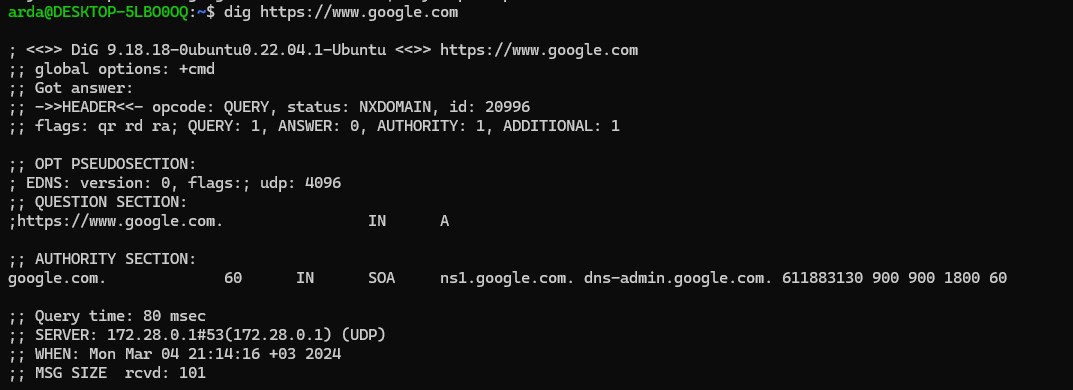 arda@DESKTOP-5LBO0OQ:~$ dig https://www.google.com
; <<>> DiG 9.18.18-0ubuntu0.22.04.1-Ubuntu <<>> https://www.google.com
;; global options: +cmd
;; Got answer:
;; ->>HEADER<<- opcode: QUERY, status: NXDOMAIN, id: 20996
;; flags: qr rd ra; QUERY: 1, ANSWER: 0, AUTHORITY: 1, ADDITIONAL: 1
;; OPT PSEUDOSECTION:
; EDNS: version: 0, flags:; udp: 4096
;; QUESTION SECTION:
;https://www.google.com. IN A
;; AUTHORITY SECTION:
google.com. 60 IN SOA ns1.google.com. dns-admin.google.com. 611883130 900 900 1800 60
;; Query time: 80 msec
;; SERVER: 172.28.0.1#53(172.28.0.1) (UDP)
;; WHEN: Mon Mar 04 21:14:16 +03 2024
;; MSG SIZE rcvd: 101